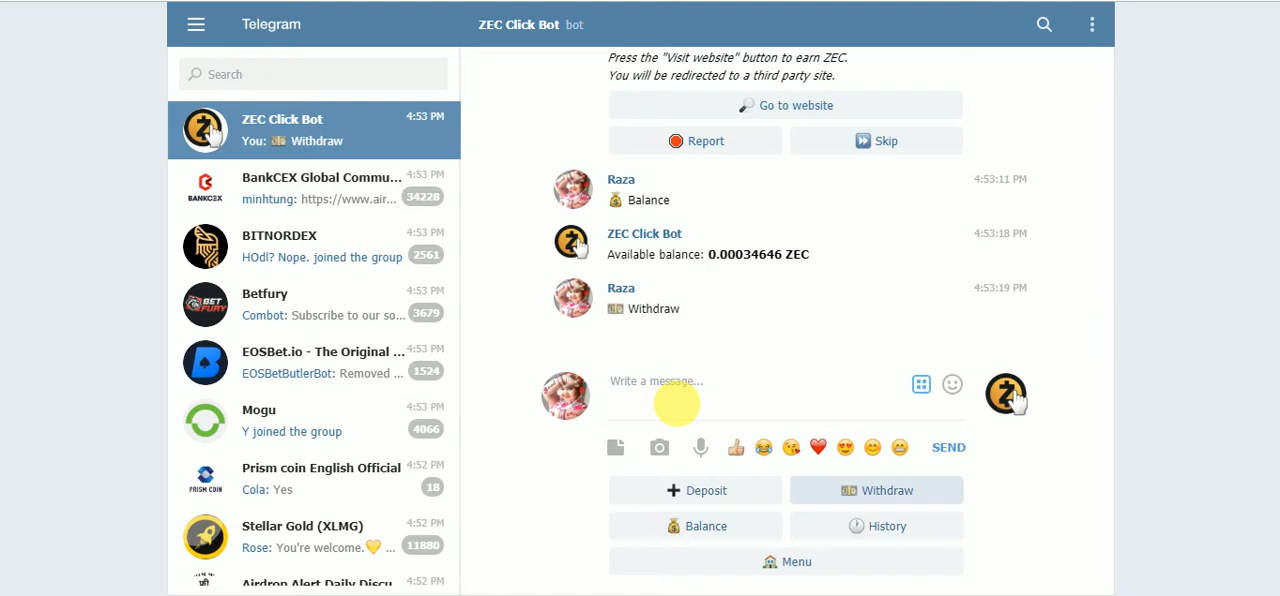 Telegram
ZEC Click Bot bot
Search
ZEC Click Bot 4:53 PM
You: 💵 Withdraw
BankCEX Global Commu... 4:53 PM
minhtung: https://www.air... 34228
BANKCEX
BITNORDEX 4:53 PM
HOdl? Nope. joined the group 2561
Betfury 4:53 PM
Combot: Subscribe to our so... 3679
BET FURY
EOSBet.io - The Original ... 4:53 PM
EOSBetButlerBot: Removed ... 1524
Mogu 4:53 PM
Y joined the group 4066
Prism coin English Official 4:52 PM
Cola: Yes 18
PRISM COIN
Stellar Gold (XLMG) 4:52 PM
Rose: You're welcome.💛 ... 11880
Airdrop Alert Daily Discu 4:52 PM
Press the "Visit website" button to earn ZEC.
You will be redirected to a third party site.
🔎 Go to website
🔴 Report ⏩ Skip
Raza 4:53:11 PM
💰 Balance
ZEC Click Bot 4:53:18 PM
Available balance: 0.00034646 ZEC
Raza 4:53:19 PM
💵 Withdraw
Write a message...
SEND
➕ Deposit 💵 Withdraw
💰 Balance 🕐 History
🏠 Menu